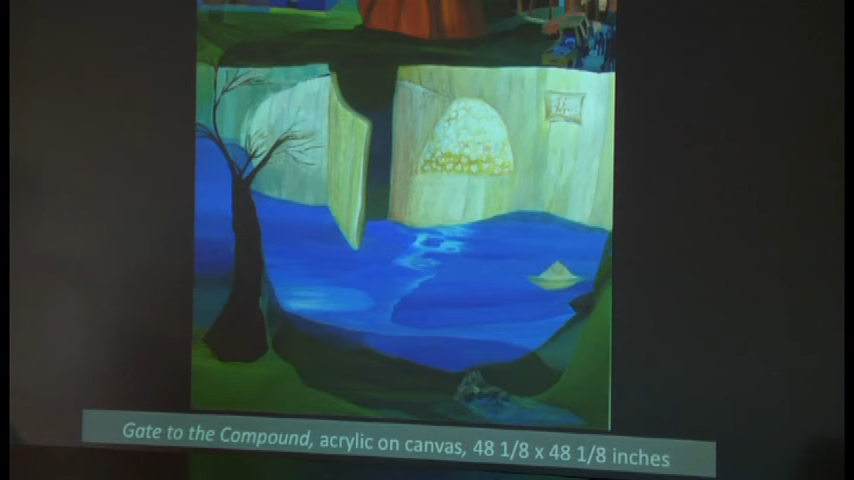 Gate to the Compound, acrylic on canvas, 48 1/8 x 48 1/8 inches